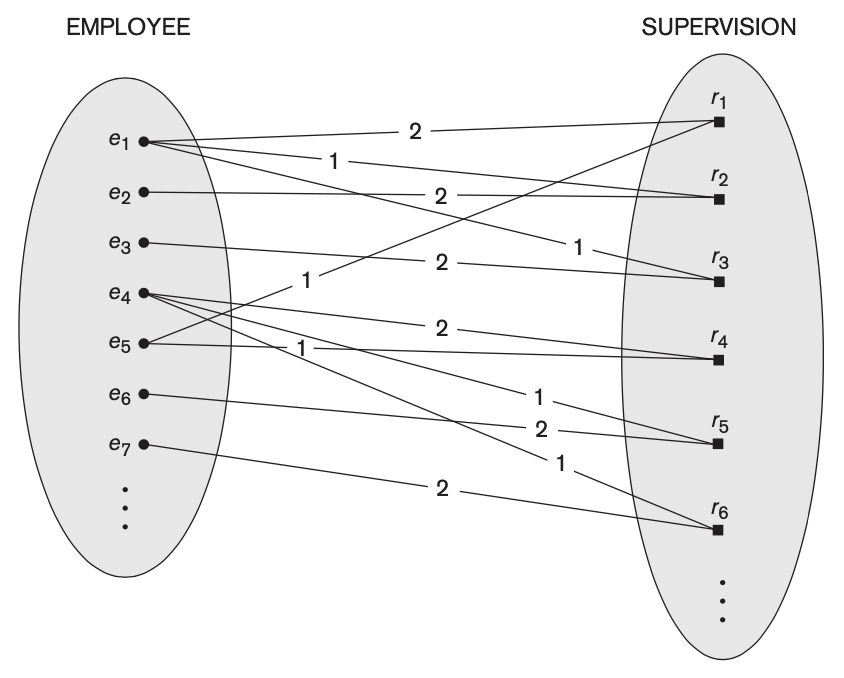 EMPLOYEE SUPERVISION
r1
e1 2
1
e2 2 r2
e3 1
2 r3
1
e4
2 r4
e5 1
e6 1
2 r5
e7 1
2
r6